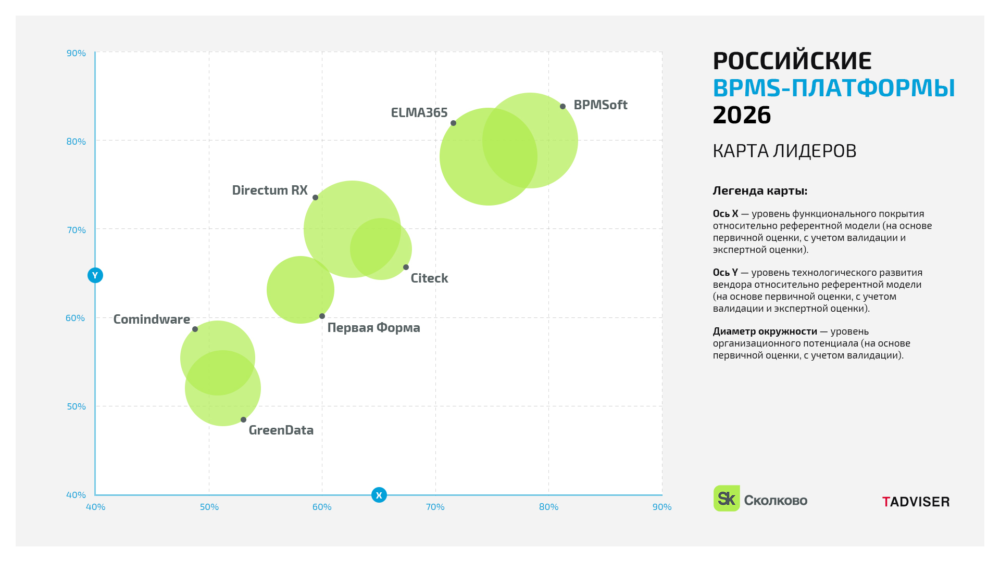 РОССИЙСКИЕ
BPMS-ПЛАТФОРМЫ
2026
КАРТА ЛИДЕРОВ
Легенда карты:
Ось X — уровень функционального покрытия
относительно референтной модели (на основе
первичной оценки, с учетом валидации и
экспертной оценки).
Ось Y — уровень технологического развития
вендора относительно референтной модели
(на основе первичной оценки, с учетом
валидации и экспертной оценки).
Диаметр окружности — уровень
организационного потенциала (на основе
первичной оценки, с учетом валидации).
90%
80%
70%
Y
60%
50%
40%
40%
50%
60%
X
70%
80%
90%
BPMSoft
ELMA365
Directum RX
Citeck
Comindware
Первая Форма
GreenData
Sk Сколково
TADVISER